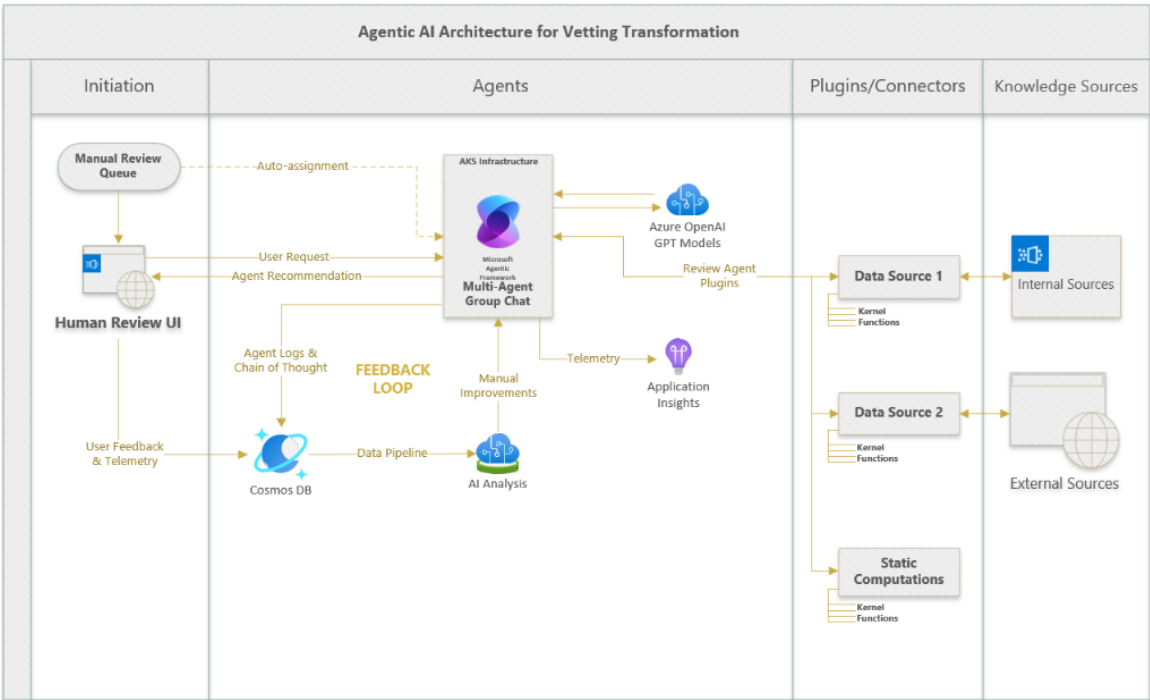 Agentic AI Architecture for Vetting Transformation
Initiation
Agents
Plugins/Connectors
Knowledge Sources
Manual Review
Queue
Auto-assignment
AKS Infrastructure
Microsoft
Agentic
Framework
Multi-Agent
Group Chat
Azure OpenAI
GPT Models
User Request
Agent Recommendation
Human Review UI
Review Agent
Plugins
Data Source 1
Kernel
Functions
Internal Sources
Agent Logs &
Chain of Thought
FEEDBACK
LOOP
Manual
Improvements
Telemetry
Application
Insights
Data Source 2
Kernel
Functions
External Sources
User Feedback
& Telemetry
Cosmos DB
Data Pipeline
AI Analysis
Static
Computations
Kernel
Functions